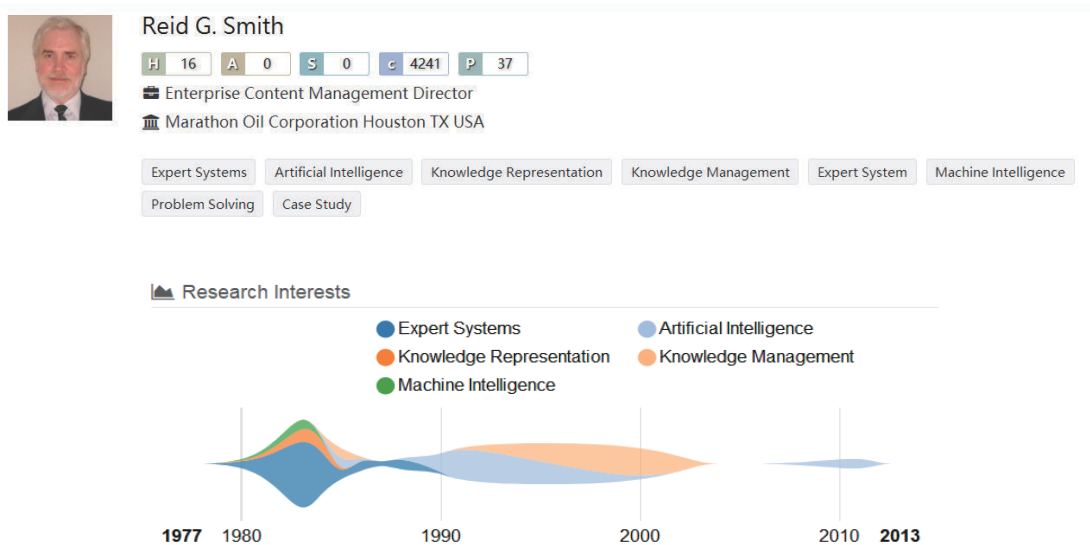 Reid G. Smith
H 16 A 0 S 0 c 4241 P 37
Enterprise Content Management Director
Marathon Oil Corporation Houston TX USA
Expert Systems Artificial Intelligence Knowledge Representation Knowledge Management Expert System Machine Intelligence
Problem Solving Case Study
Research Interests
Expert Systems Artificial Intelligence
Knowledge Representation Knowledge Management
Machine Intelligence
1977 1980 1990 2000 2010 2013